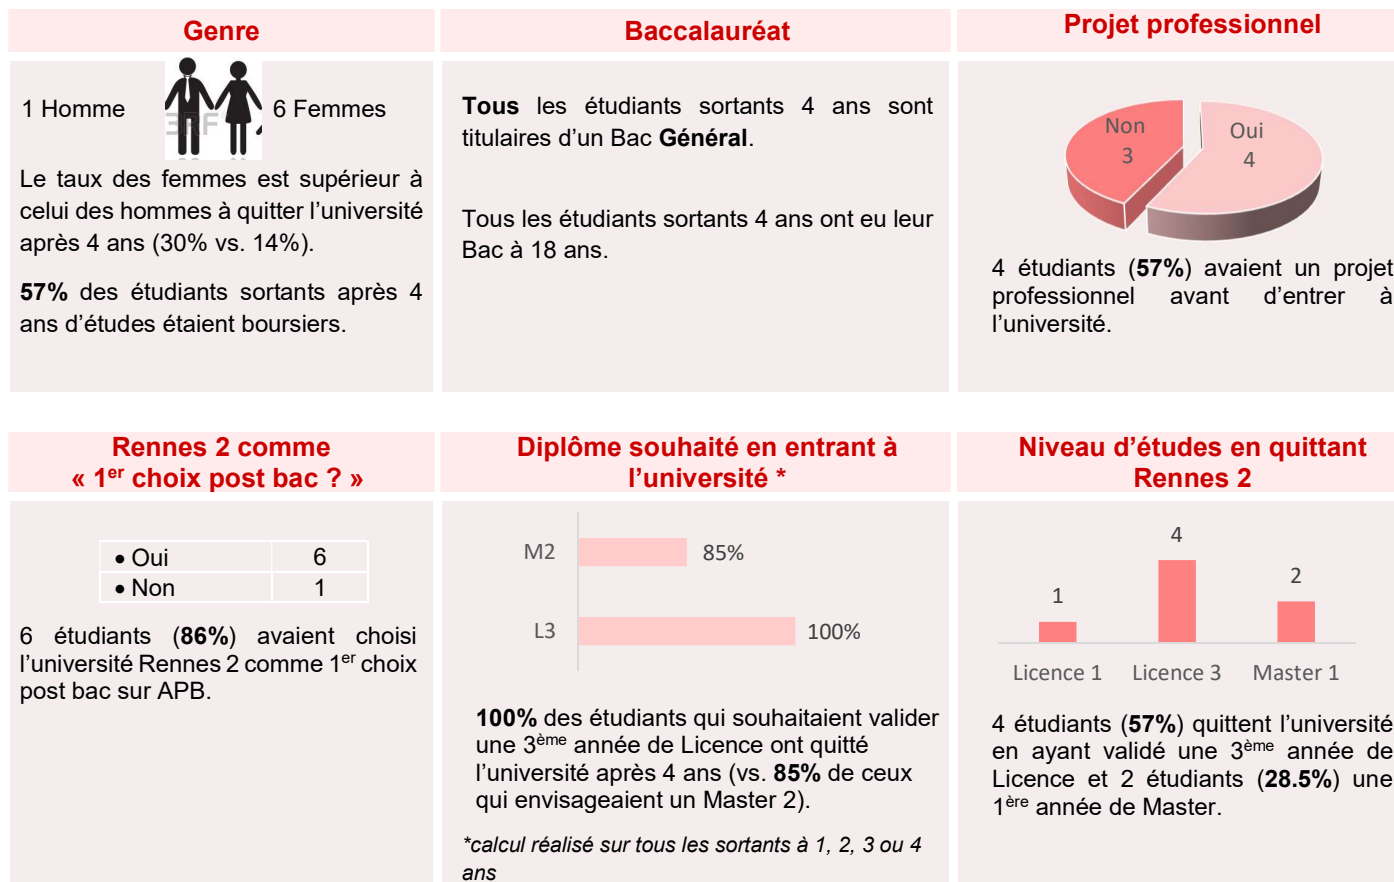 Genre
1 Homme
6 Femmes
Le taux des femmes est supérieur à
celui des hommes à quitter l’université
après 4 ans (30% vs. 14%).
57% des étudiants sortants après 4
ans d’études étaient boursiers.
Baccalauréat
Tous les étudiants sortants 4 ans sont
titulaires d’un Bac Général.
Tous les étudiants sortants 4 ans ont eu leur
Bac à 18 ans.
Projet professionnel
Non
3
Oui
4
4 étudiants (57%) avaient un projet
professionnel avant d’entrer à
l’université.
Rennes 2 comme
« 1er choix post bac ? »
• Oui 6
• Non 1
6 étudiants (86%) avaient choisi
l’université Rennes 2 comme 1er choix
post bac sur APB.
Diplôme souhaité en entrant à
l’université *
M2 85%
L3 100%
100% des étudiants qui souhaitaient valider
une 3ème année de Licence ont quitté
l’université après 4 ans (vs. 85% de ceux
qui envisageaient un Master 2).
*calcul réalisé sur tous les sortants à 1, 2, 3 ou 4
ans
Niveau d’études en quittant
Rennes 2
1
4
2
Licence 1 Licence 3 Master 1
4 étudiants (57%) quittent l’université
en ayant validé une 3ème année de
Licence et 2 étudiants (28.5%) une
1ère année de Master.